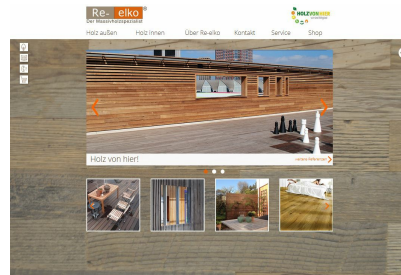 Re-elko
Der Massivholzspezialist
HOLZ VON HIER
Holz außen Holz innen Über Re-elko Kontakt Service Shop
Holz von hier!
weitere Referenzen